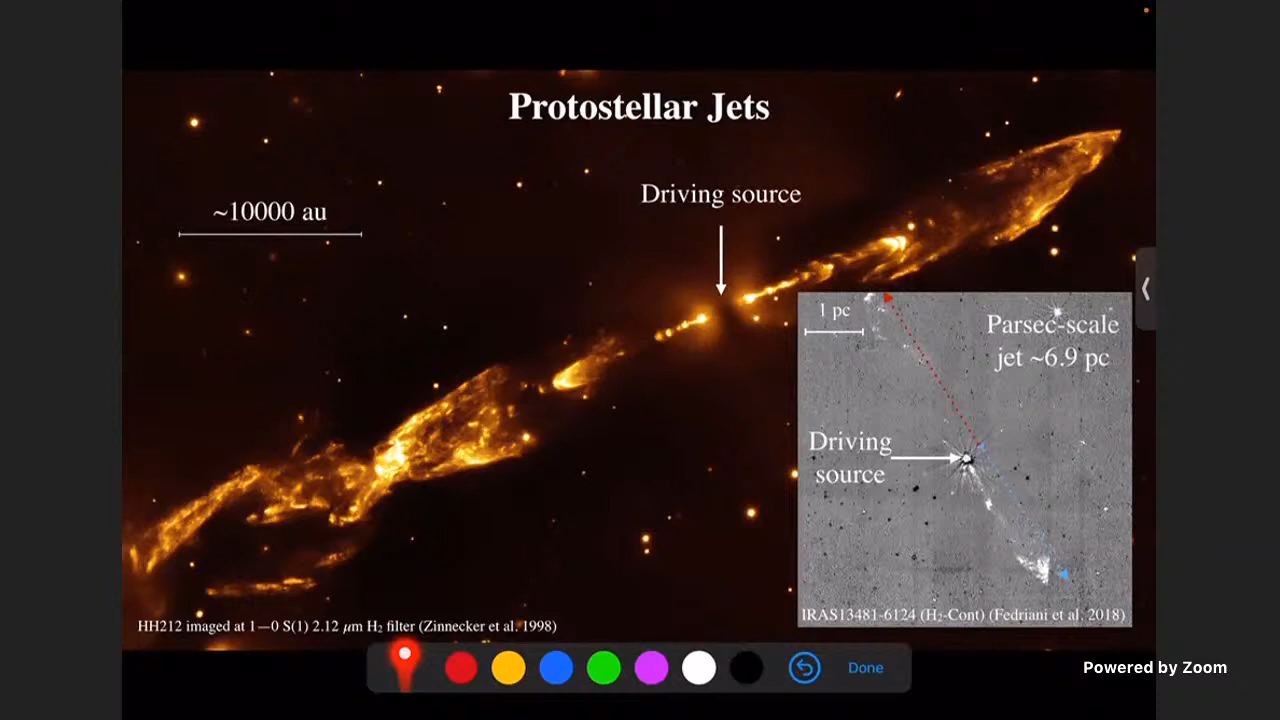 Protostellar Jets
~10000 au
Driving source
1 pc
Parsec-scale
jet ~6.9 pc
Driving
source
IRAS13481-6124 (H₂-Cont) (Fedriani et al. 2018)
HH212 imaged at 1—0 S(1) 2.12 μm H₂ filter (Zinnecker et al. 1998)
Done
Powered by Zoom